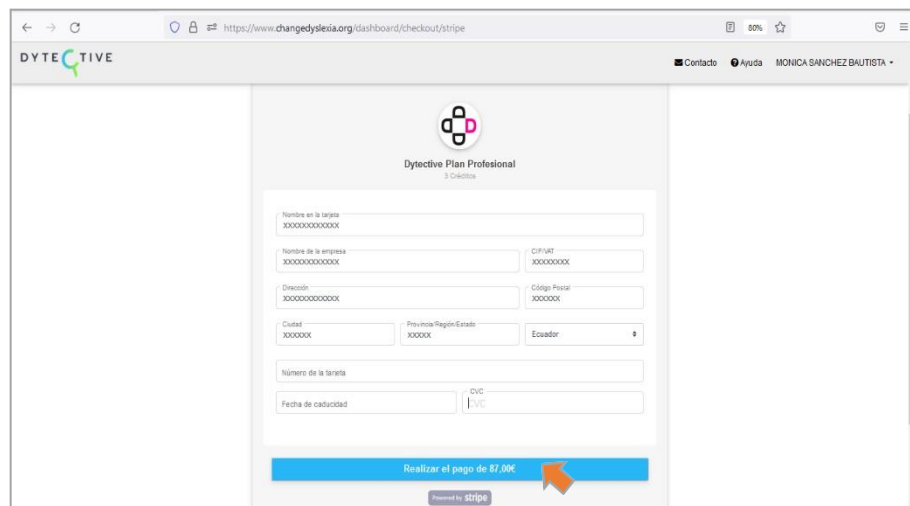 https://www.changedyslexia.org/dashboard/checkout/stripe
80%
DYTECTIVE
Contacto
Ayuda
MONICA SANCHEZ BAUTISTA
Dytective Plan Profesional
3 Créditos
Nombre en la tarjeta
XXXXXXXXXXXX
Nombre de la empresa
XXXXXXXXXXXX
CIF/VAT
XXXXXXXX
Dirección
XXXXXXXXXXXX
Código Postal
XXXXXX
Ciudad
XXXXXX
Provincia/Región/Estado
XXXXX
Ecuador
Número de la tarjeta
Fecha de caducidad
CVC
CVC
Realizar el pago de 87,00€
Powered by stripe